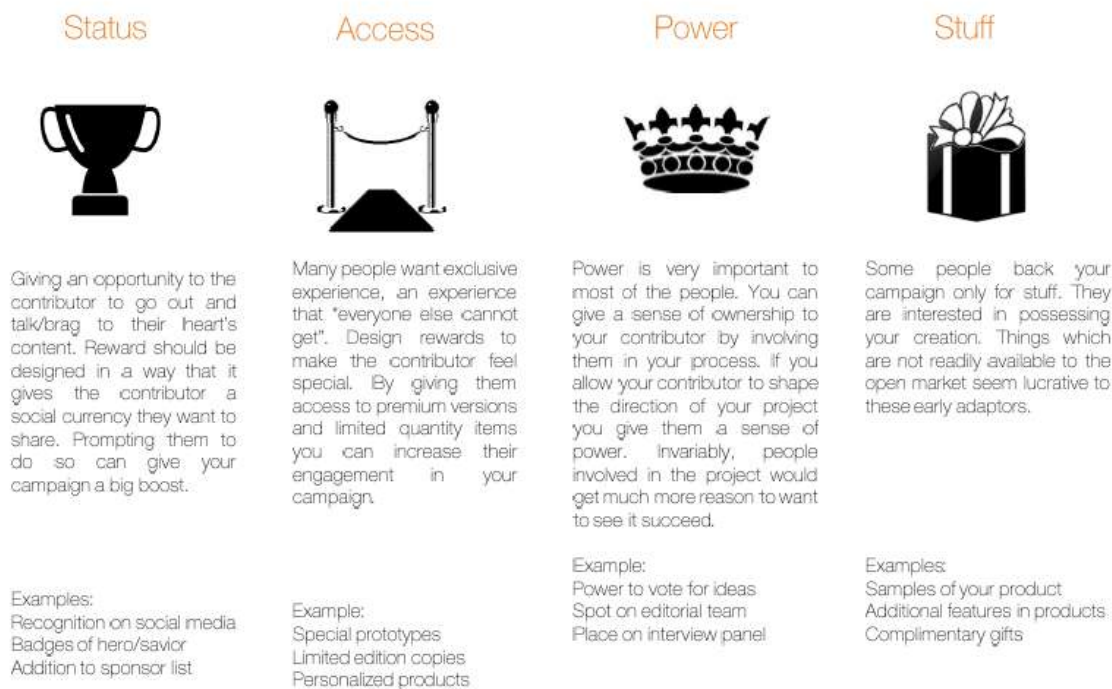 Status
Giving an opportunity to the
contributor to go out and
talk/brag to their heart's
content. Reward should be
designed in a way that it
gives the contributor a
social currency they want to
share. Prompting them to
do so can give your
campaign a big boost.
Examples:
Recognition on social media
Badges of hero/savior
Addition to sponsor list
Access
Many people want exclusive
experience, an experience
that "everyone else cannot
get". Design rewards to
make the contributor feel
special. By giving them
access to premium versions
and limited quantity items
you can increase their
engagement in your
campaign.
Example:
Special prototypes
Limited edition copies
Personalized products
Power
Power is very important to
most of the people. You can
give a sense of ownership to
your contributor by involving
them in your process. If you
allow your contributor to shape
the direction of your project
you give them a sense of
power. Invariably, people
involved in the project would
get much more reason to want
to see it succeed.
Example:
Power to vote for ideas
Spot on editorial team
Place on interview panel
Stuff
Some people back your
campaign only for stuff. They
are interested in possessing
your creation. Things which
are not readily available to the
open market seem lucrative to
these early adaptors.
Examples:
Samples of your product
Additional features in products
Complimentary gifts